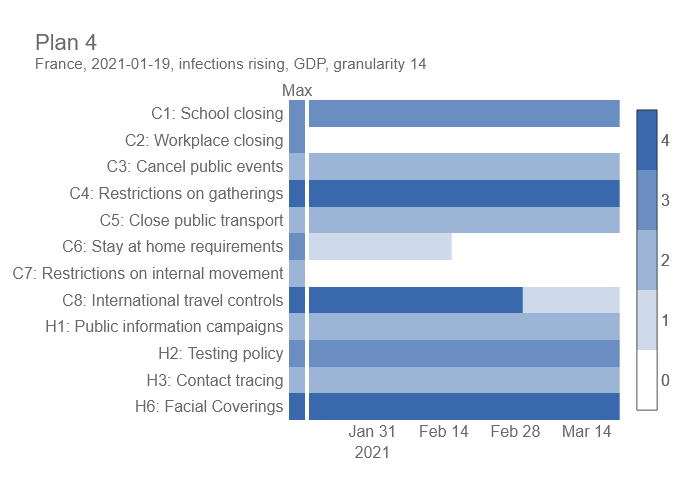 Plan 4
France, 2021-01-19, infections rising, GDP, granularity 14
Max
C1: School closing
C2: Workplace closing
C3: Cancel public events
C4: Restrictions on gatherings
C5: Close public transport
C6: Stay at home requirements
C7: Restrictions on internal movement
C8: International travel controls
H1: Public information campaigns
H2: Testing policy
H3: Contact tracing
H6: Facial Coverings
4
3
2
1
0
Jan 31 Feb 14 Feb 28 Mar 14
2021